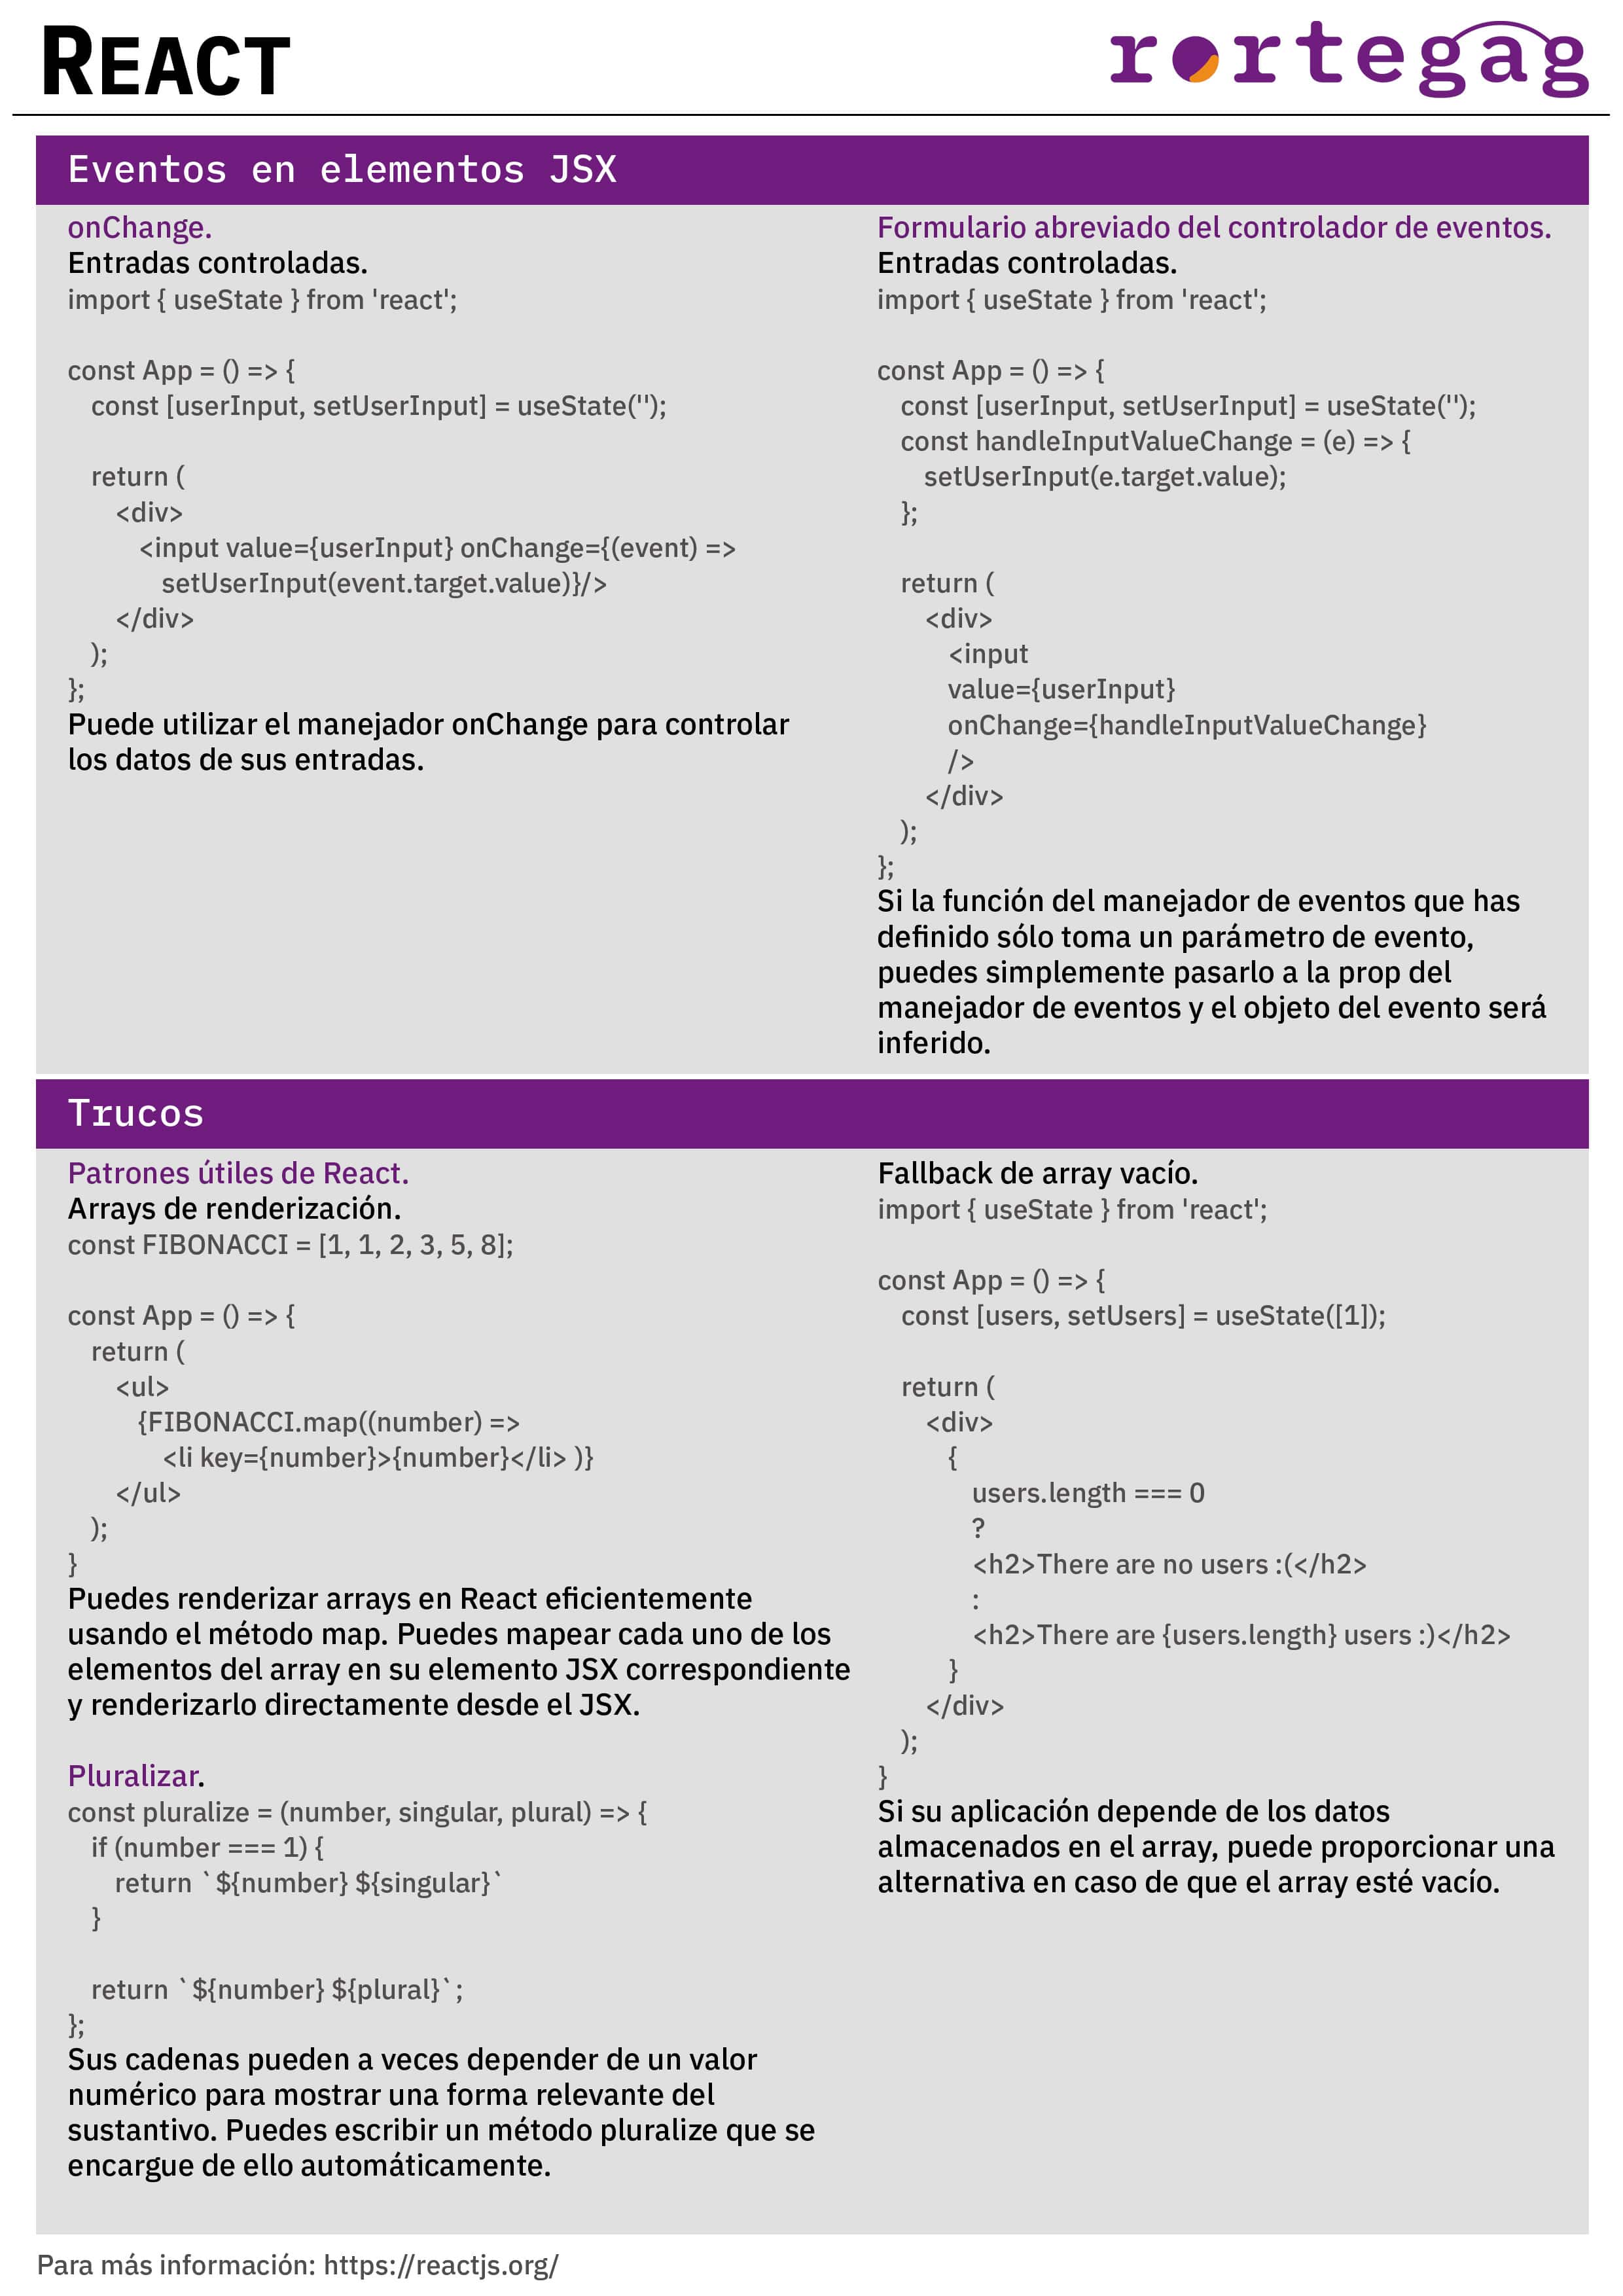 REACT
rortegag
Eventos en elementos JSX
onChange.
Entradas controladas.
import { useState } from 'react';
const App = () => {
const [userInput, setUserInput] = useState('');
return (
<div>
<input value={userInput} onChange={(event) =>
setUserInput(event.target.value)}/>
</div>
);
};
Puede utilizar el manejador onChange para controlar
los datos de sus entradas.
Formulario abreviado del controlador de eventos.
Entradas controladas.
import { useState } from 'react';
const App = () => {
const [userInput, setUserInput] = useState('');
const handleInputValueChange = (e) => {
setUserInput(e.target.value);
};
return (
<div>
<input
value={userInput}
onChange={handleInputValueChange}
/>
</div>
);
};
Si la función del manejador de eventos que has
definido sólo toma un parámetro de evento,
puedes simplemente pasarlo a la prop del
manejador de eventos y el objeto del evento será
inferido.
Trucos
Patrones útiles de React.
Arrays de renderización.
const FIBONACCI = [1, 1, 2, 3, 5, 8];
const App = () => {
return (
<ul>
{FIBONACCI.map((number) =>
<li key={number}>{number}</li> )}
</ul>
);
}
Puedes renderizar arrays en React eficientemente
usando el método map. Puedes mapear cada uno de los
elementos del array en su elemento JSX correspondiente
y renderizarlo directamente desde el JSX.
Pluralizar.
const pluralize = (number, singular, plural) => {
if (number === 1) {
return `${number} ${singular}`
}
return `${number} ${plural}`;
};
Sus cadenas pueden a veces depender de un valor
numérico para mostrar una forma relevante del
sustantivo. Puedes escribir un método pluralize que se
encargue de ello automáticamente.
Fallback de array vacío.
import { useState } from 'react';
const App = () => {
const [users, setUsers] = useState([1]);
return (
<div>
{
users.length === 0
?
<h2>There are no users :(</h2>
:
<h2>There are {users.length} users :)</h2>
}
</div>
);
}
Si su aplicación depende de los datos
almacenados en el array, puede proporcionar una
alternativa en caso de que el array esté vacío.
Para más información: https://reactjs.org/